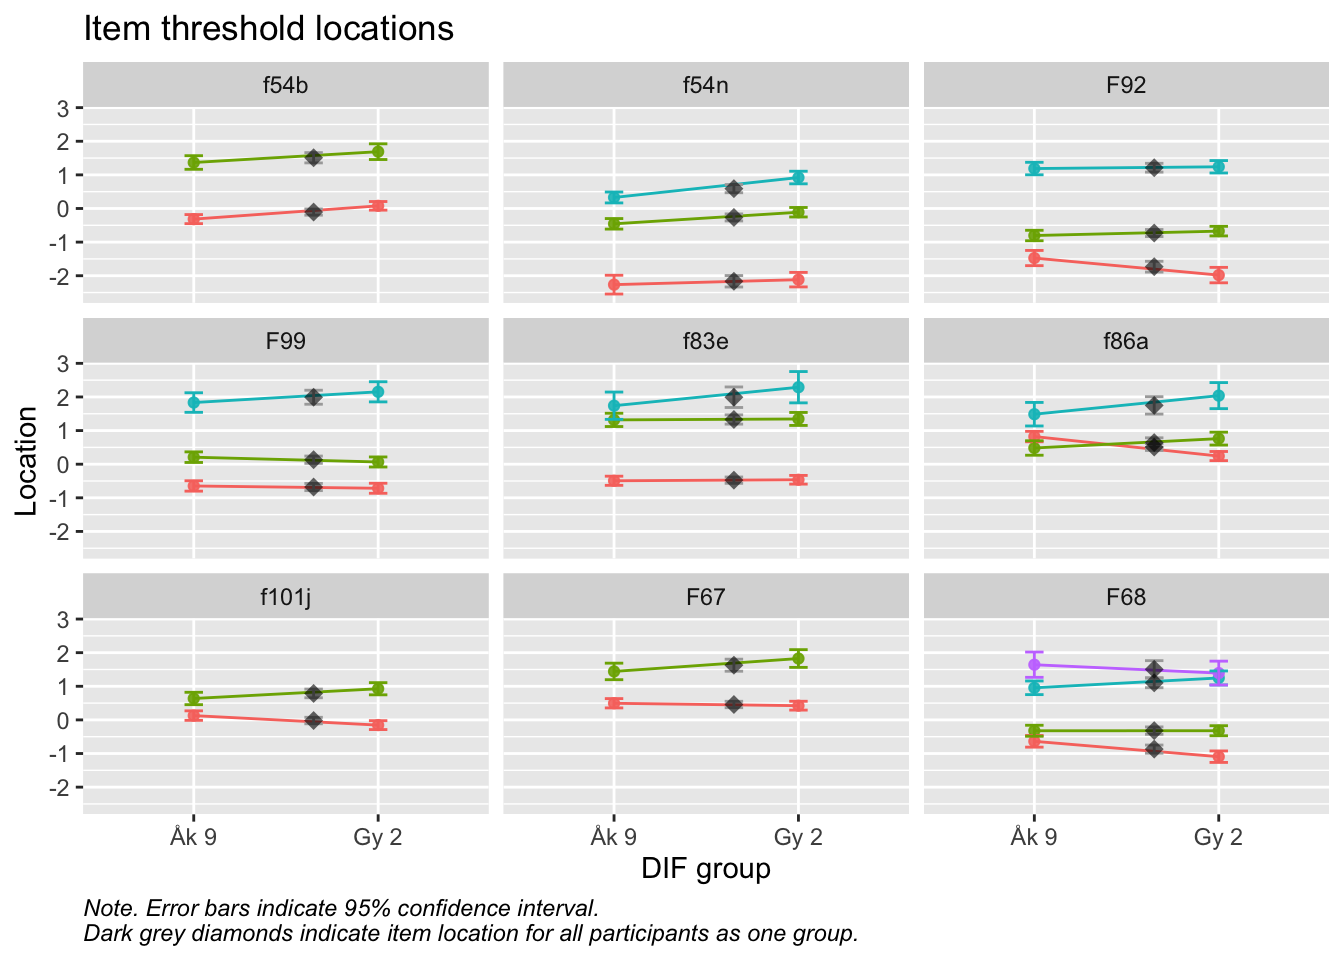 Item threshold locations
f54b
f54n
F92
3
2
1
0
-1
-2
F99
f83e
f86a
3
2
1
0
-1
-2
Location
f101j
F67
F68
3
2
1
0
-1
-2
Åk 9
Gy 2
Åk 9
Gy 2
Åk 9
Gy 2
DIF group
Note. Error bars indicate 95% confidence interval.
Dark grey diamonds indicate item location for all participants as one group.